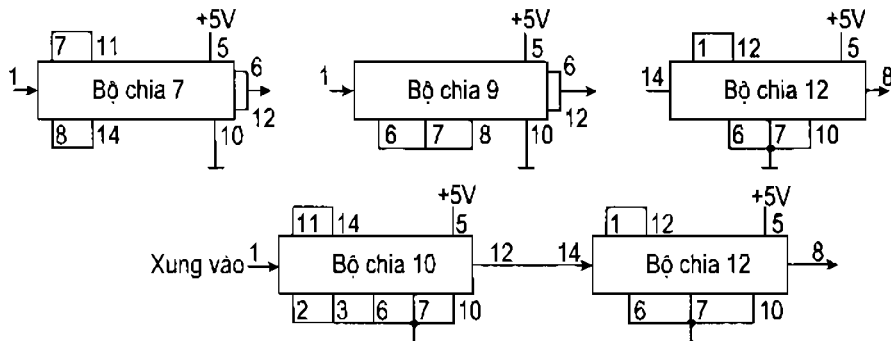 +5V +5V +5V
7 11 5 5 1 12 5
1 Bộ chia 7 6 1 Bộ chia 9 6 14 Bộ chia 12 8
12 12
8 14 10 6 7 8 10 6 7 10
+5V +5V
11 14 5 1 12 5
Xung vào 1 Bộ chia 10 12 14 Bộ chia 12 8
2 3 6 7 10 6 7 10